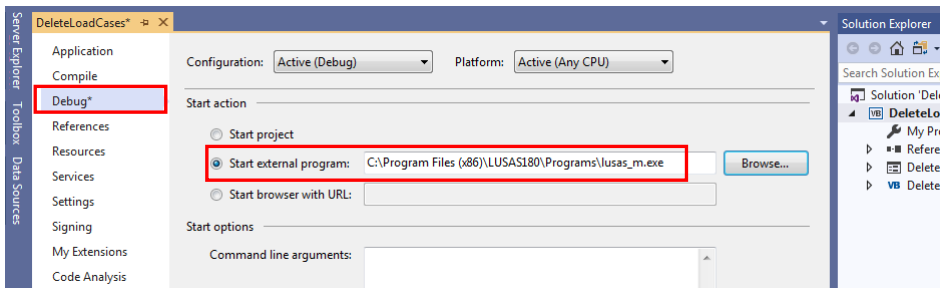 Server Explorer
Toolbox
Data Sources
DeleteLoadCases*
Application
Compile
Debug*
References
Resources
Services
Settings
Signing
My Extensions
Code Analysis
Configuration: Active (Debug) Platform: Active (Any CPU)
Start action
Start project
Start external program: C:\Program Files (x86)\LUSAS180\Programs\lusas_m.exe Browse...
Start browser with URL:
Start options
Command line arguments:
Solution Explorer
Search Solution Ex
Solution 'Del
VB DeleteLo
My Pr
Refere
Delete
VB Delete